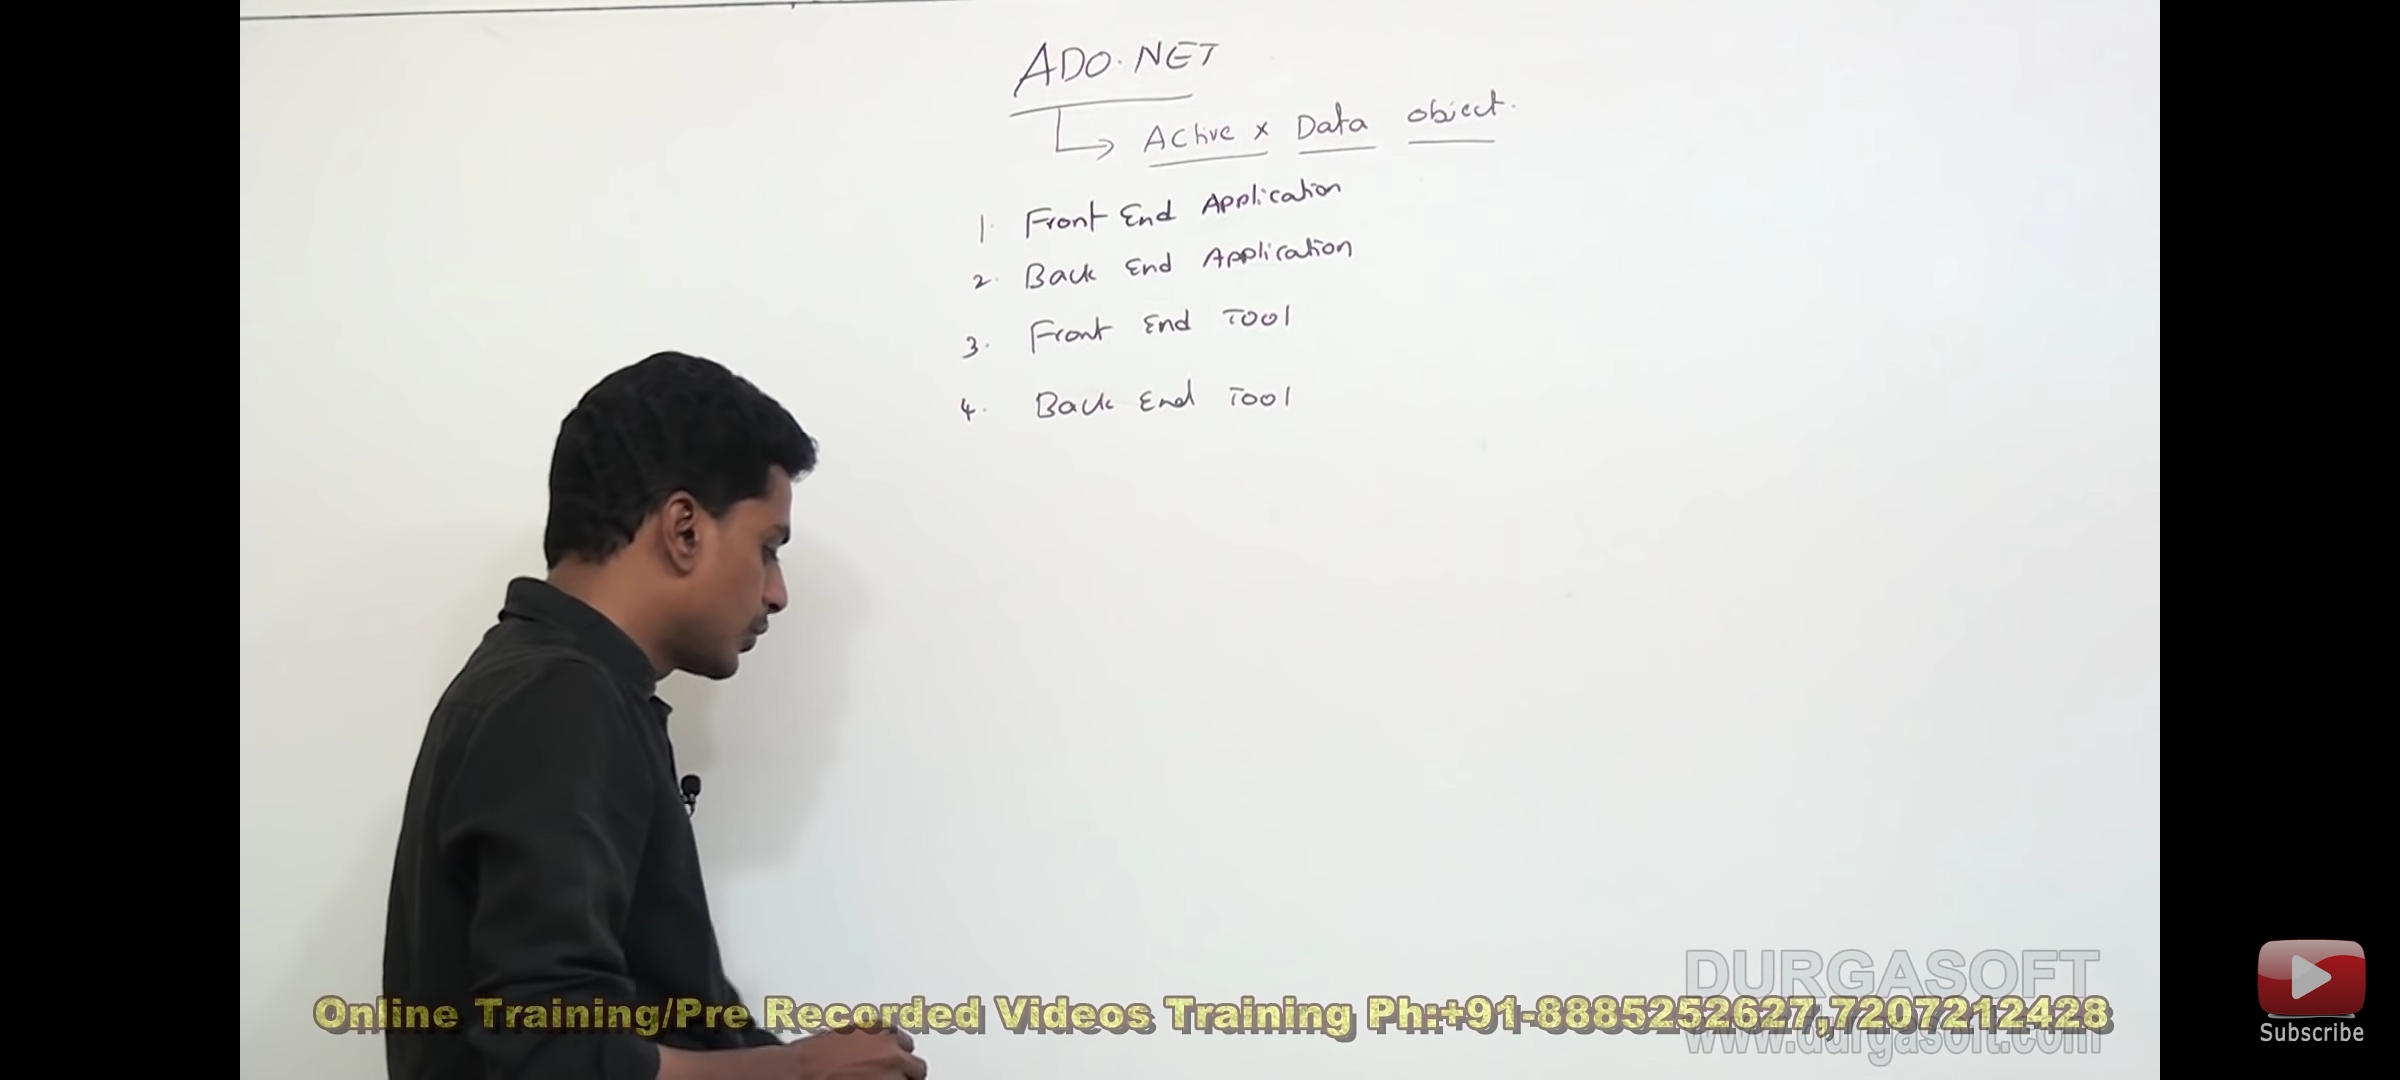 ADO.NET
Active x Data object.
1. Front End Application
2. Back End Application
3. Front End Tool
4. Back End Tool
DURGASOFT
Online Training/Pre Recorded Videos Training Ph:+91-8885252627,7207212428
www.durgasoft.com
Subscribe